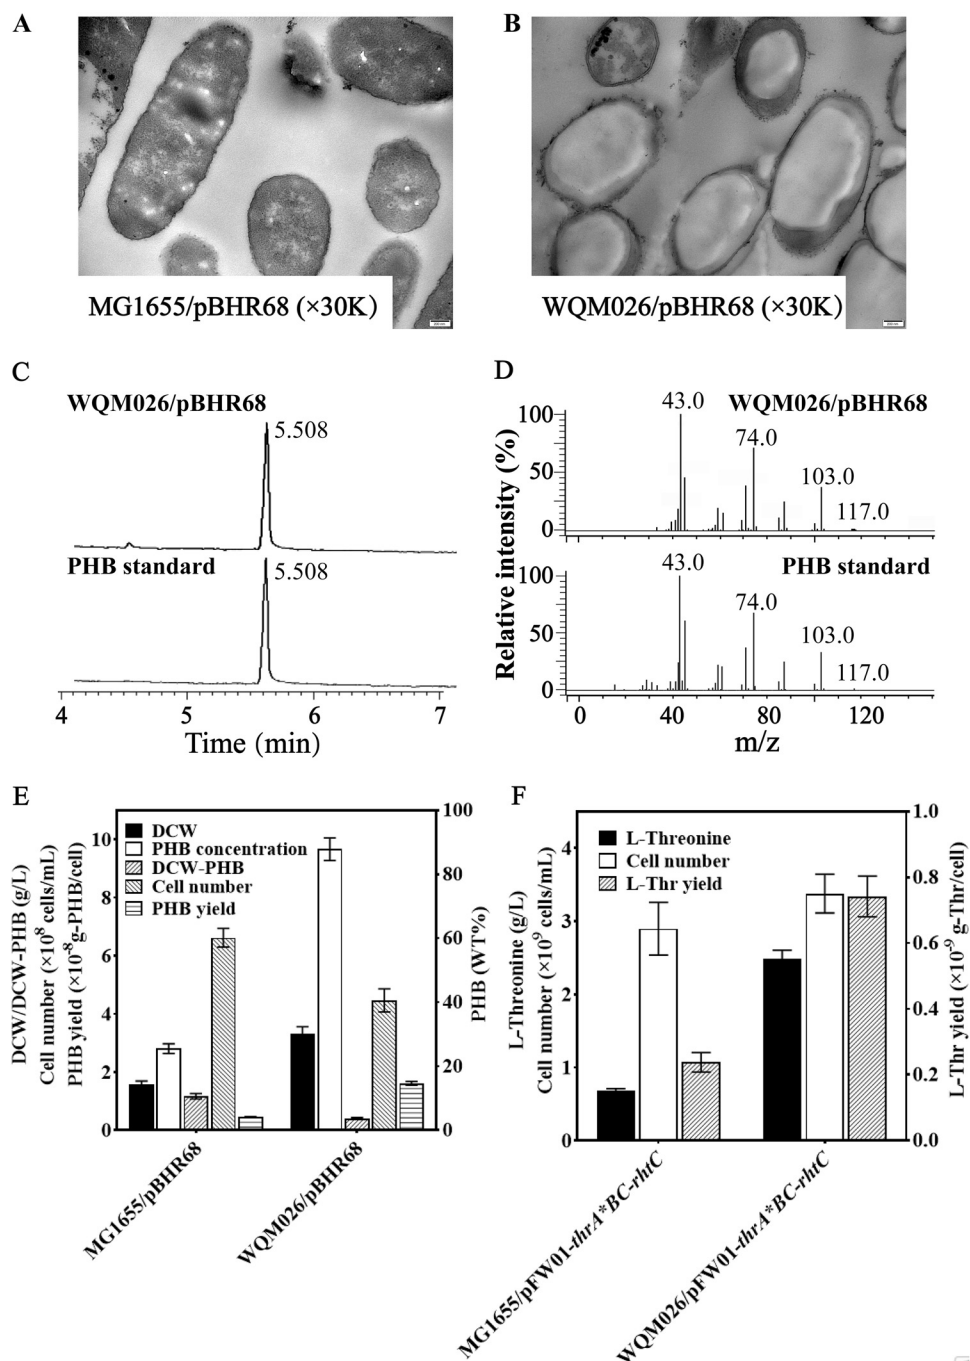 A
B
MG1655/pBHR68 (×30K)
WQM026/pBHR68 (×30K)
C
WQM026/pBHR68
5.508
PHB standard
5.508
4
5
6
7
Time (min)
D
Relative intensity (%)
100
50
0
43.0
WQM026/pBHR68
74.0
103.0
117.0
100
50
0
43.0
PHB standard
74.0
103.0
117.0
0
40
80
120
m/z
E
DCW/DCW-PHB (g/L)
Cell number (×10⁸ cells/mL)
PHB yield (×10⁻⁸g-PHB/cell)
10
8
6
4
2
0
DCW
PHB concentration
DCW-PHB
Cell number
PHB yield
100
80
60
40
20
0
PHB (WT%)
MG1655/pBHR68
WQM026/pBHR68
F
L-Threonine (g/L)
Cell number (×10⁹ cells/mL)
4
3
2
1
0
L-Threonine
Cell number
L-Thr yield
1.0
0.8
0.6
0.4
0.2
0.0
L-Thr yield (×10⁻⁹ g-Thr/cell)
MG1655/pFW01-thrA*BC-rhtC
WQM026/pFW01-thrA*BC-rhtC